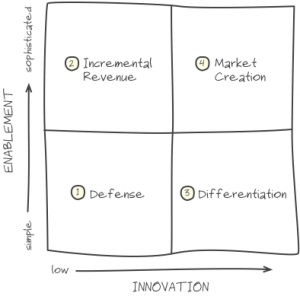 sophisticated
ENABLEMENT
simple
2 Incremental
Revenue
4 Market
Creation
1 Defense
3 Differentiation
low
INNOVATION